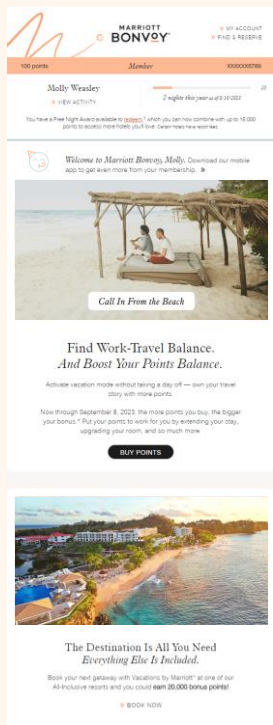 MARRIOTT
BONVOY
MY ACCOUNT
FIND & RESERVE
100 points
Member
Molly Weasley
VIEW ACTIVITY
2 nights this year as of 8/10/2023
You have a Free Night Award available to redeem,* which you can now combine with up to 15,000
points to access more hotels you'll love. Certain hotels have resort fees.
Welcome to Marriott Bonvoy, Molly. Download our mobile
app to get even more from your membership. »
Call In From the Beach
Find Work-Travel Balance.
And Boost Your Points Balance.
Activate vacation mode without taking a day off — own your travel
story with more points.
Now through September 8, 2023, the more points you buy, the bigger
your bonus.* Put your points to work for you by extending your stay,
upgrading your room, and so much more.
BUY POINTS
The Destination Is All You Need
Everything Else Is Included.
Book your next getaway with Vacations by Marriott® at one of our
All-Inclusive resorts and you could earn 20,000 bonus points!
BOOK NOW